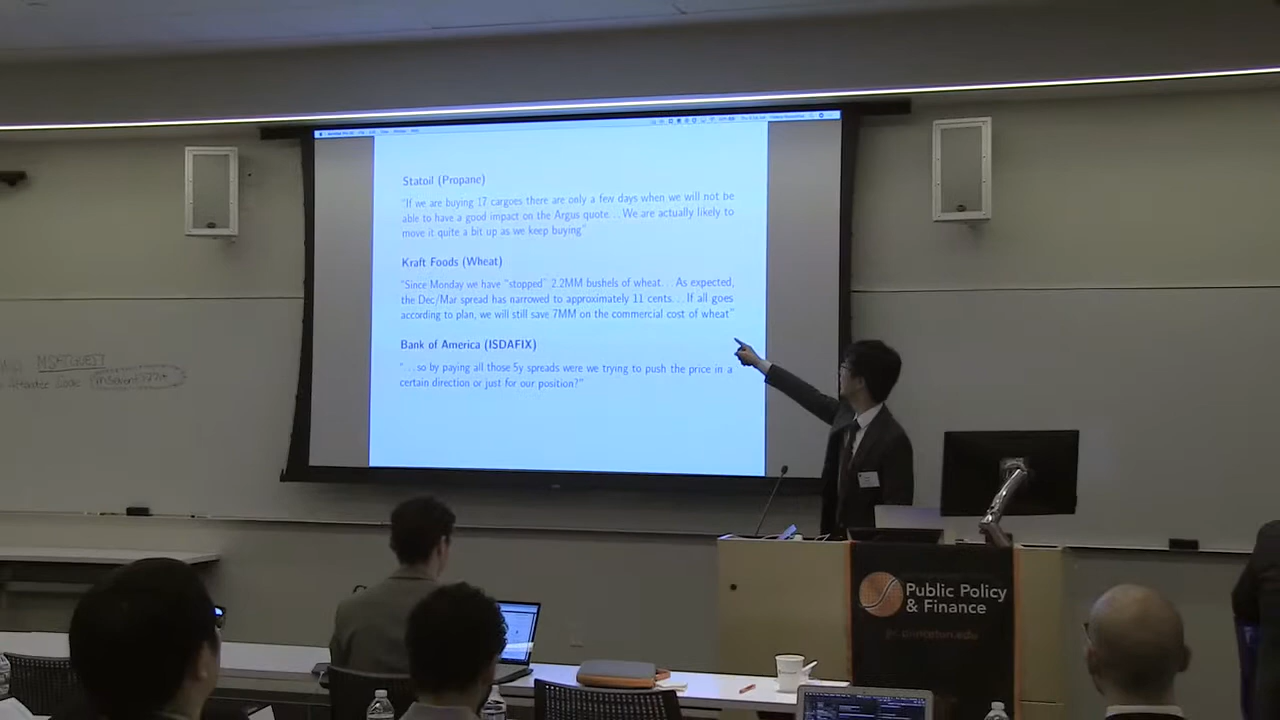 Statoil (Propane)
"If we are buying 17 cargoes there are only a few days when we will not be
able to have a good impact on the Argus quote. . . We are actually likely to
move it quite a bit up as we keep buying"
Kraft Foods (Wheat)
"Since Monday we have "stopped" 2.2MM bushels of wheat. . . As expected,
the Dec/Mar spread has narrowed to approximately 11 cents. . . If all goes
according to plan, we will still save 7MM on the commercial cost of wheat"
Bank of America (ISDAFIX)
". . . so by paying all those 5y spreads were we trying to push the price in a
certain direction or just for our position?"
Public Policy
& Finance